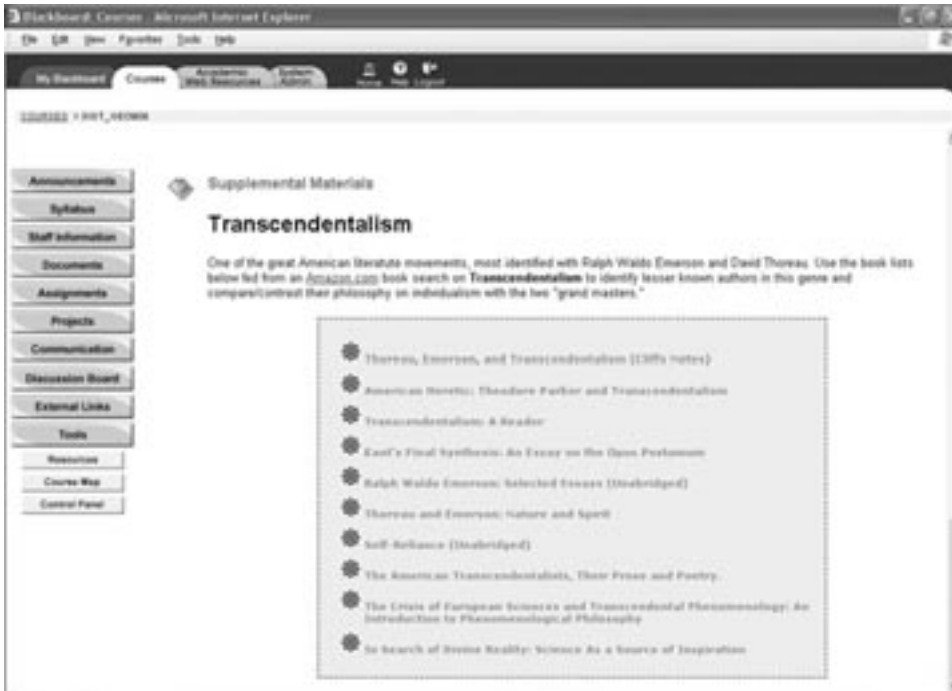 Blackboard: Courses - Microsoft Internet Explorer
File Edit View Favorites Tools Help
My Blackboard Courses Academic Web Resources System Admin Home Help Logout
COURSES >
Announcements
Syllabus
Staff Information
Documents
Assignments
Projects
Communication
Discussion Board
External Links
Tools
Resources
Course Map
Control Panel
Supplemental Materials
Transcendentalism
One of the great American literatute movements, most identified with Ralph Waldo Emerson and David Thoreau. Use the book lists
below fed from an Amazon.com book search on Transcendentalism to identify lesser known authors in this genre and
compare/contrast their philosophy on individualism with the two "grand masters."
Thoreau, Emerson, and Transcendentalism (Cliffs Notes)
American Heretic: Theodore Parker and Transcendentalism
Transcendentalism: A Reader
Kant's Final Synthesis: An Essay on the Opus Postumum
Ralph Waldo Emerson: Selected Essays (Unabridged)
Thoreau and Emerson: Nature and Spirit
Self-Reliance (Unabridged)
The American Transcendentalists, Their Prose and Poetry.
The Crisis of European Sciences and Transcendental Phenomenology: An
Introduction to Phenomenological Philosophy
In Search of Divine Reality: Science As a Source of Inspiration